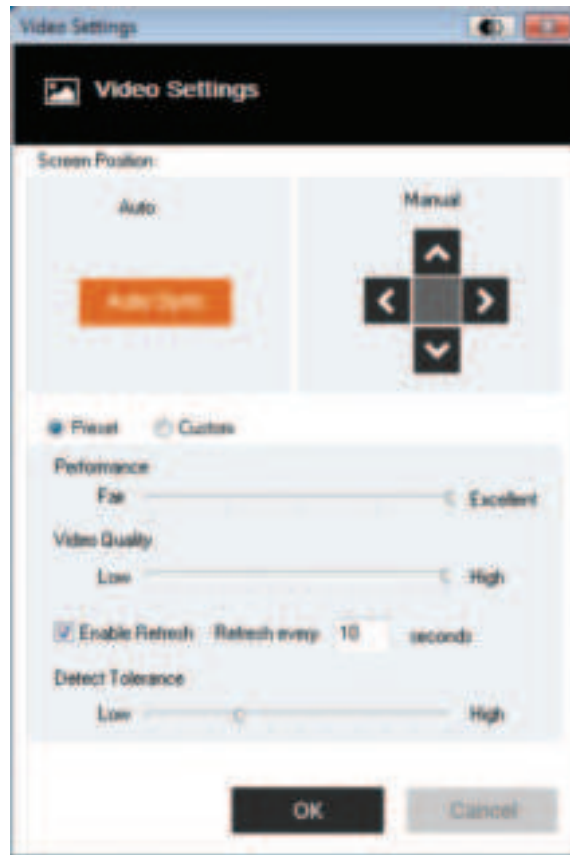 Video Settings
Video Settings
Screen Position:
Auto
Manual
Auto Sync
Preset Custom
Performance
Fair Excellent
Video Quality
Low High
Enable Refresh Refresh every 10 seconds
Detect Tolerance
Low High
OK Cancel